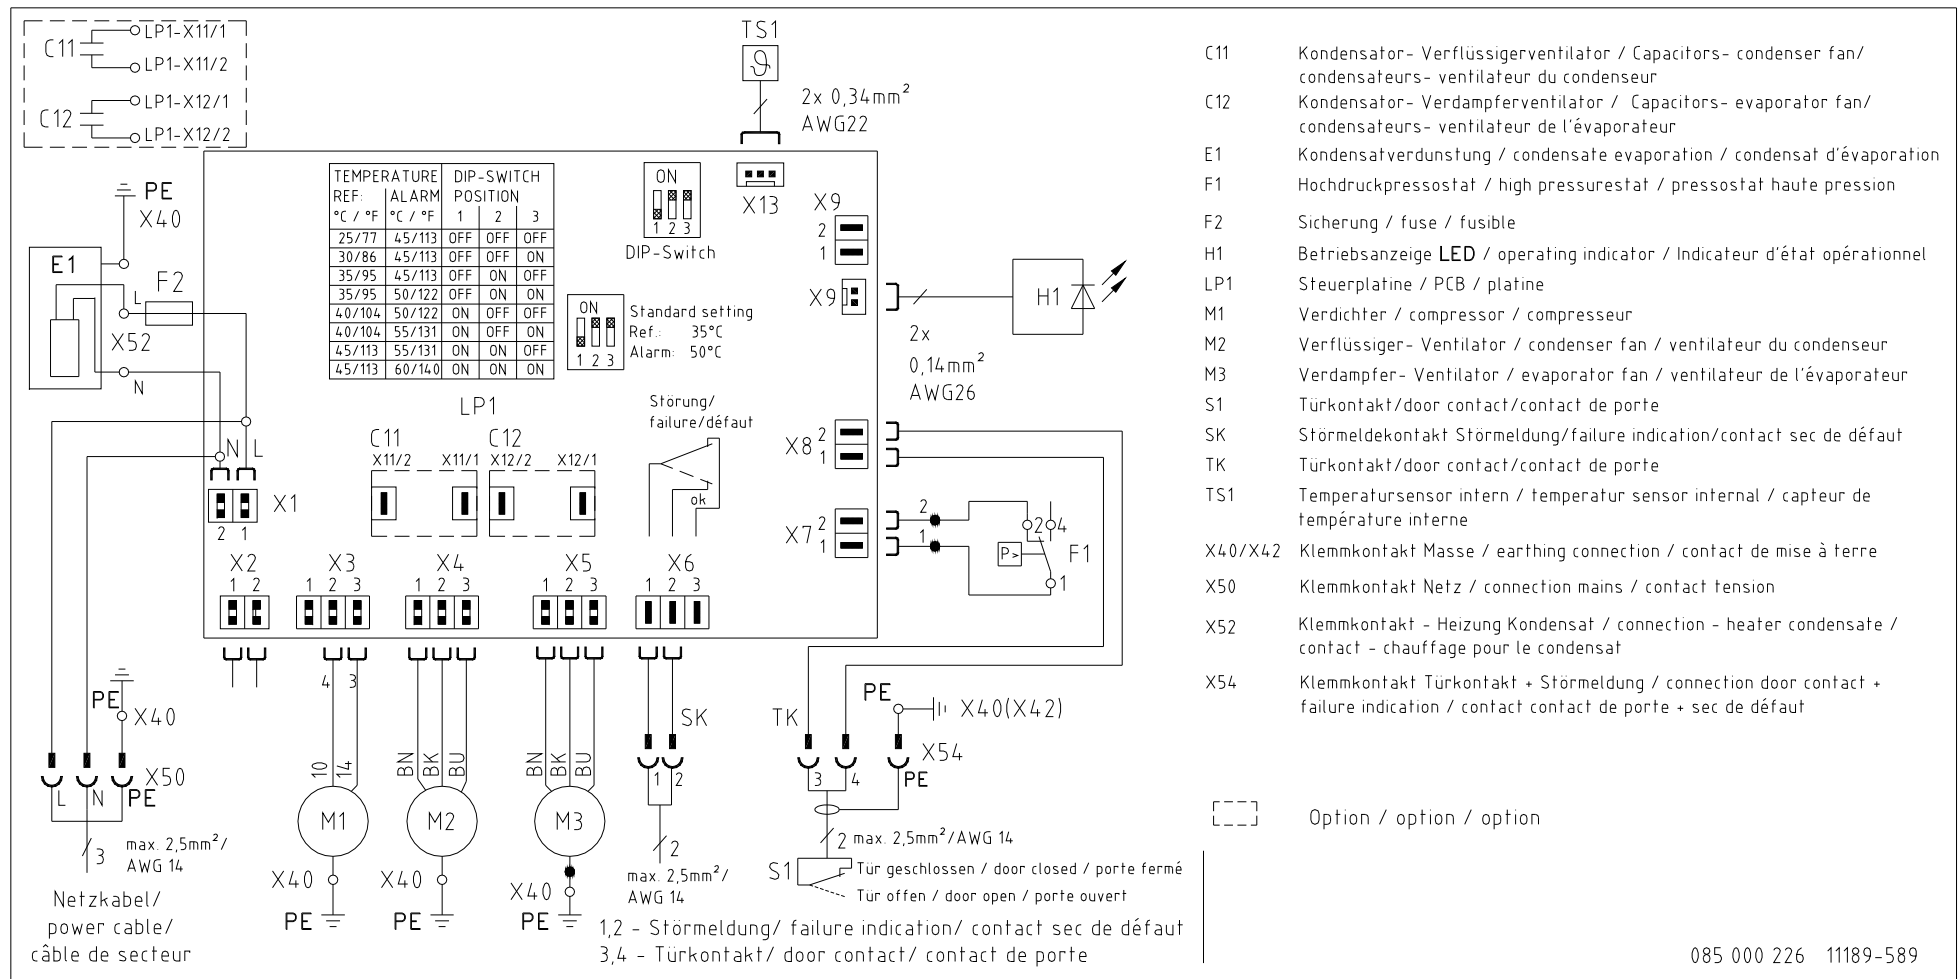 C11
LP1-X11/1
LP1-X11/2
C12
LP1-X12/1
LP1-X12/2
TS1
ϑ
2x 0,34mm²
AWG22
PE
X40
E1
F2
L
X52
N
TEMPERATURE DIP-SWITCH
REF: ALARM POSITION
°C / °F °C / °F 1 2 3
25/77 45/113 OFF OFF OFF
30/86 45/113 OFF OFF ON
35/95 45/113 OFF ON OFF
35/95 50/122 OFF ON ON
40/104 50/122 ON OFF OFF
40/104 55/131 ON OFF ON
45/113 55/131 ON ON OFF
45/113 60/140 ON ON ON
ON
1 2 3
DIP-Switch
ON
1 2 3
Standard setting
Ref.: 35°C
Alarm: 50°C
X13
X9
2
1
X9
H1
2x
0,14mm²
AWG26
LP1
C11
X11/2 X11/1
C12
X12/2 X12/1
Störung/
failure/défaut
ok
X8
2
1
X7
2
1
2
1
2 4
P>
F1
1
N L
X1
2 1
X2
1 2
X3
1 2 3
X4
1 2 3
X5
1 2 3
X6
1 2 3
4 3
10 14
BN BK BU
BN BK BU
M1
M2
M3
X40
PE
X40
PE
X40
PE
PE
X40
X50
L N PE
3
max. 2,5mm²/
AWG 14
Netzkabel/
power cable/
câble de secteur
SK
1 2
2
max. 2,5mm²/
AWG 14
TK
PE
X40(X42)
X54
3 4 PE
2 max. 2,5mm²/AWG 14
S1
Tür geschlossen / door closed / porte fermé
Tür offen / door open / porte ouvert
1,2 - Störmeldung/ failure indication/ contact sec de défaut
3,4 - Türkontakt/ door contact/ contact de porte
C11 Kondensator- Verflüssigerventilator / Capacitors- condenser fan/
condensateurs- ventilateur du condenseur
C12 Kondensator- Verdampferventilator / Capacitors- evaporator fan/
condensateurs- ventilateur de l'évaporateur
E1 Kondensatverdunstung / condensate evaporation / condensat d'évaporation
F1 Hochdruckpressostat / high pressurestat / pressostat haute pression
F2 Sicherung / fuse / fusible
H1 Betriebsanzeige LED / operating indicator / Indicateur d'état opérationnel
LP1 Steuerplatine / PCB / platine
M1 Verdichter / compressor / compresseur
M2 Verflüssiger- Ventilator / condenser fan / ventilateur du condenseur
M3 Verdampfer- Ventilator / evaporator fan / ventilateur de l'évaporateur
S1 Türkontakt/door contact/contact de porte
SK Störmeldekontakt Störmeldung/failure indication/contact sec de défaut
TK Türkontakt/door contact/contact de porte
TS1 Temperatursensor intern / temperatur sensor internal / capteur de
température interne
X40/X42 Klemmkontakt Masse / earthing connection / contact de mise à terre
X50 Klemmkontakt Netz / connection mains / contact tension
X52 Klemmkontakt - Heizung Kondensat / connection - heater condensate /
contact - chauffage pour le condensat
X54 Klemmkontakt Türkontakt + Störmeldung / connection door contact +
failure indication / contact contact de porte + sec de défaut
Option / option / option
085 000 226 11189-589